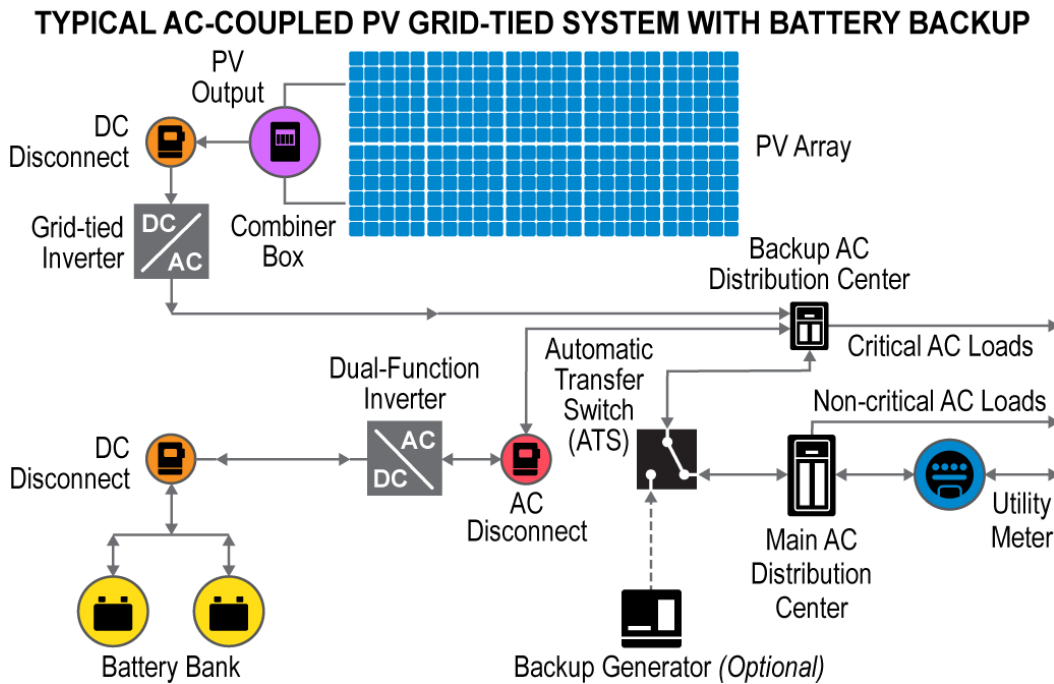 TYPICAL AC-COUPLED PV GRID-TIED SYSTEM WITH BATTERY BACKUP
PV
Output
DC
Disconnect
PV Array
Grid-tied
Inverter
DC
AC
Combiner
Box
Backup AC
Distribution Center
Critical AC Loads
Automatic
Transfer
Switch
(ATS)
Dual-Function
Inverter
AC
DC
Non-critical AC Loads
DC
Disconnect
AC
Disconnect
Utility
Meter
Main AC
Distribution
Center
Battery Bank
Backup Generator (Optional)